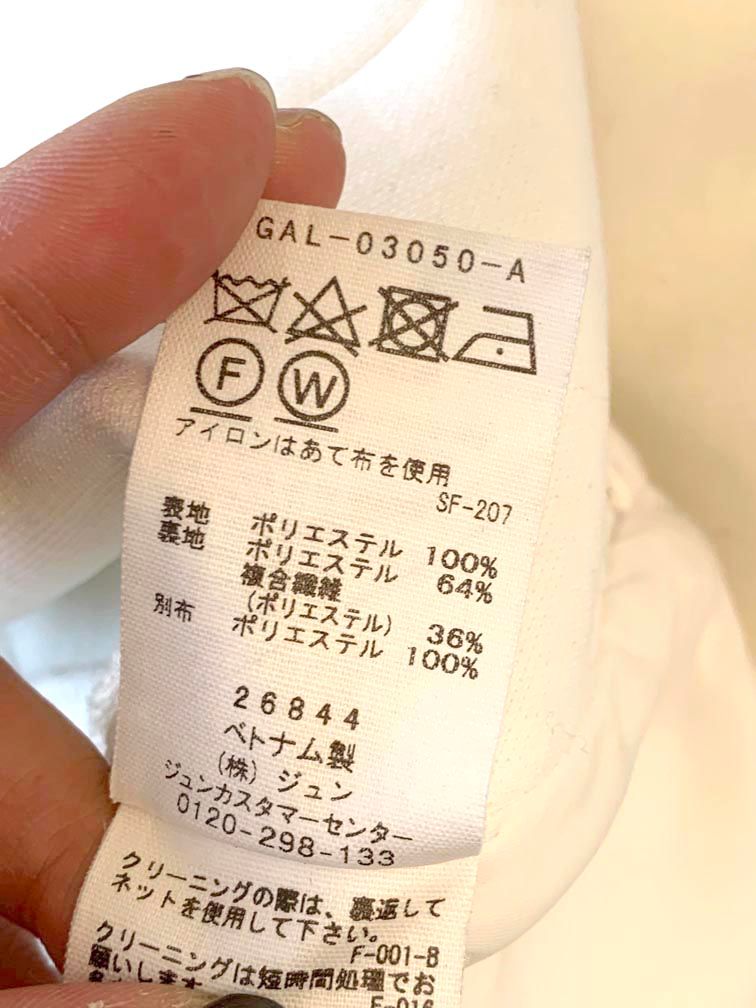 GAL-03050-A
F W
アイロンはあて布を使用
SF-207
表地 ポリエステル 100%
裏地 ポリエステル 64%
複合繊維
(ポリエステル) 36%
別布 ポリエステル 100%
26844
ベトナム製
(株) ジュン
ジュンカスタマーセンター
0120-298-133
クリーニングの際は、裏返して
ネットを使用して下さい。
F-001-B
クリーニングは短時間処理でお
願いします
F-016